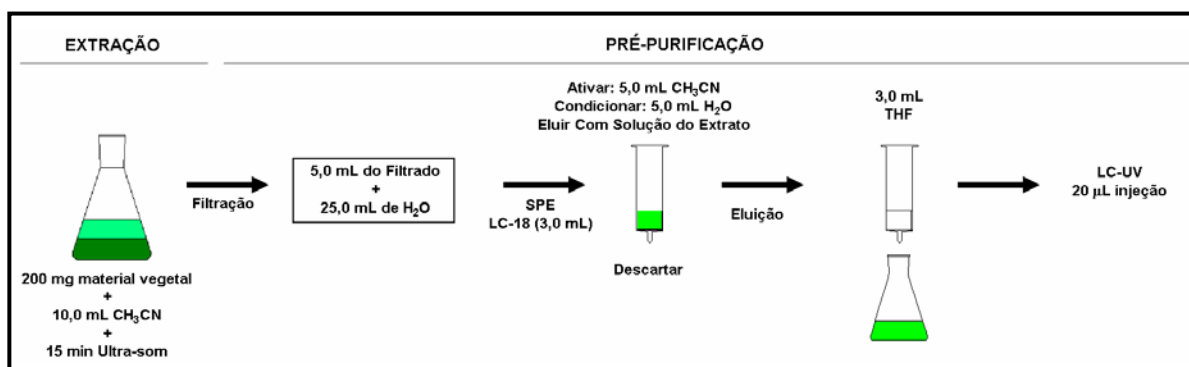 EXTRAÇÃO
200 mg material vegetal
+
10,0 mL CH₃CN
+
15 min Ultra-som
Filtração
PRÉ-PURIFICAÇÃO
5,0 mL do Filtrado
+
25,0 mL de H₂O
SPE
LC-18 (3,0 mL)
Ativar: 5,0 mL CH₃CN
Condicionar: 5,0 mL H₂O
Eluir Com Solução do Extrato
Descartar
Eluição
3,0 mL
THF
LC-UV
20 μL injeção